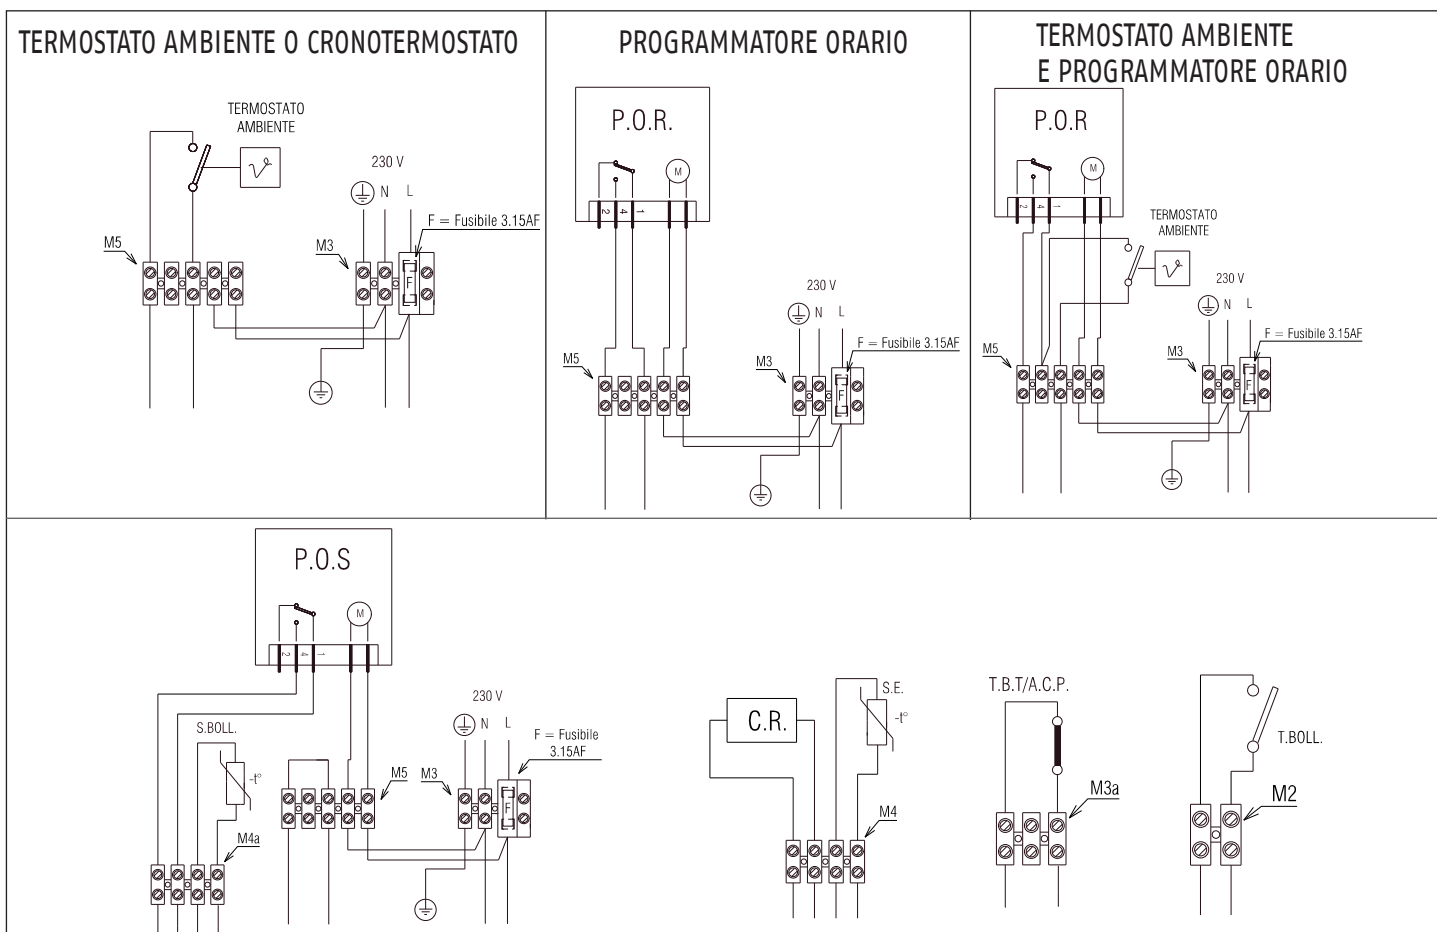 TERMOSTATO AMBIENTE O CRONOTERMOSTATO
TERMOSTATO
AMBIENTE
230 V
N L
F = Fusibile 3.15AF
M5
M3
F
PROGRAMMATORE ORARIO
P.O.R.
M
2 4 1
230 V
N L
F = Fusibile 3.15AF
M5
M3
F
TERMOSTATO AMBIENTE
E PROGRAMMATORE ORARIO
P.O.R
M
2 4 1
TERMOSTATO
AMBIENTE
230 V
N L
F = Fusibile 3.15AF
M5
M3
F
P.O.S
M
2 4 1
S.BOLL.
-t°
M4a
230 V
N L
F = Fusibile
3.15AF
M5
M3
F
C.R.
S.E.
-t°
M4
T.B.T/A.C.P.
M3a
T.BOLL.
M2